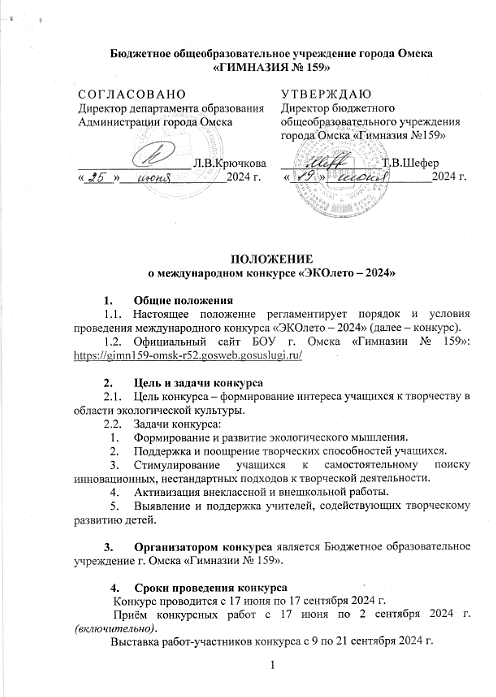 Бюджетное общеобразовательное учреждение города Омска
«ГИМНАЗИЯ № 159»
СОГЛАСОВАНО
Директор департамента образования
Администрации города Омска
Л.В.Крючкова
« 25 » июня 2024 г.
УТВЕРЖДАЮ
Директор бюджетного
общеобразовательного учреждения
города Омска «Гимназия №159»
Т.В.Шефер
« 19 » июня 2024 г.
ПОЛОЖЕНИЕ
о международном конкурсе «ЭКОлето – 2024»
1. Общие положения
1.1. Настоящее положение регламентирует порядок и условия
проведения международного конкурса «ЭКОлето – 2024» (далее – конкурс).
1.2. Официальный сайт БОУ г. Омска «Гимназии № 159»:
https://gimn159-omsk-r52.gosweb.gosuslugi.ru/
2. Цель и задачи конкурса
2.1. Цель конкурса – формирование интереса учащихся к творчеству в
области экологической культуры.
2.2. Задачи конкурса:
1. Формирование и развитие экологического мышления.
2. Поддержка и поощрение творческих способностей учащихся.
3. Стимулирование учащихся к самостоятельному поиску
инновационных, нестандартных подходов к творческой деятельности.
4. Активизация внеклассной и внешкольной работы.
5. Выявление и поддержка учителей, содействующих творческому
развитию детей.
3. Организатором конкурса является Бюджетное образовательное
учреждение г. Омска «Гимназии № 159».
4. Сроки проведения конкурса
Конкурс проводится с 17 июня по 17 сентября 2024 г.
Приём конкурсных работ с 17 июня по 2 сентября 2024 г.
(включительно).
Выставка работ-участников конкурса с 9 по 21 сентября 2024 г.
1